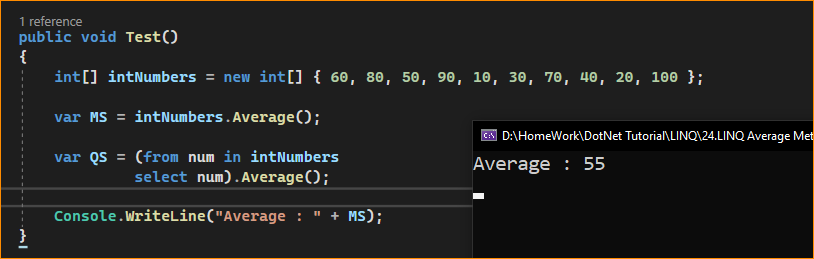 1 reference
public void Test()
{
int[] intNumbers = new int[] { 60, 80, 50, 90, 10, 30, 70, 40, 20, 100 };
var MS = intNumbers.Average();
var QS = (from num in intNumbers
select num).Average();
Console.WriteLine("Average : " + MS);
}
D:\HomeWork\DotNet Tutorial\LINQ\24.LINQ Average Met
Average : 55